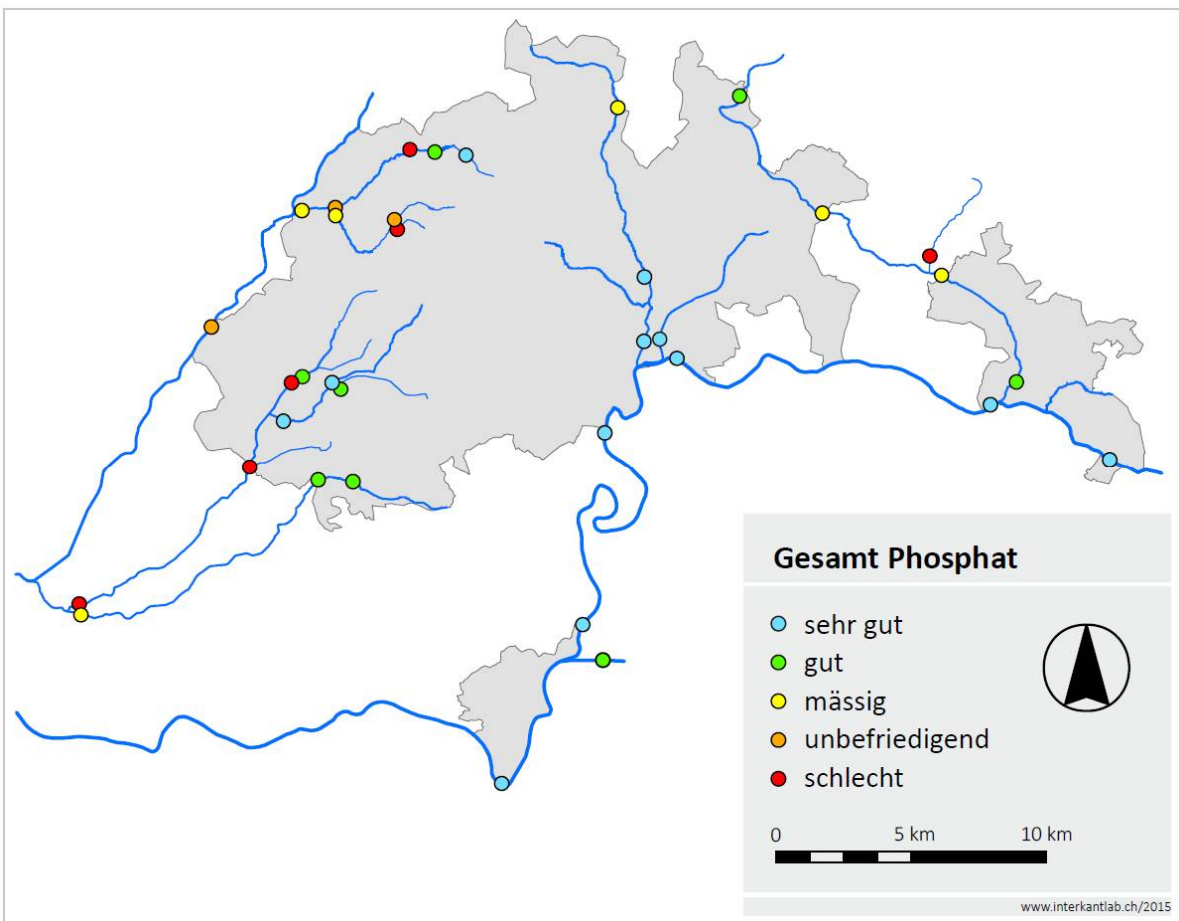 Gesamt Phosphat
sehr gut
gut
mässig
unbefriedigend
schlecht
0 5 km 10 km
www.interkantlab.ch/2015